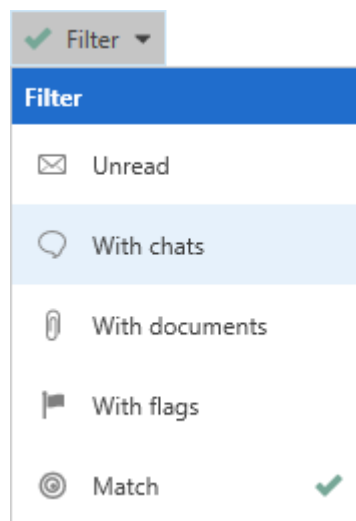 Filter
Filter
Unread
With chats
With documents
With flags
Match